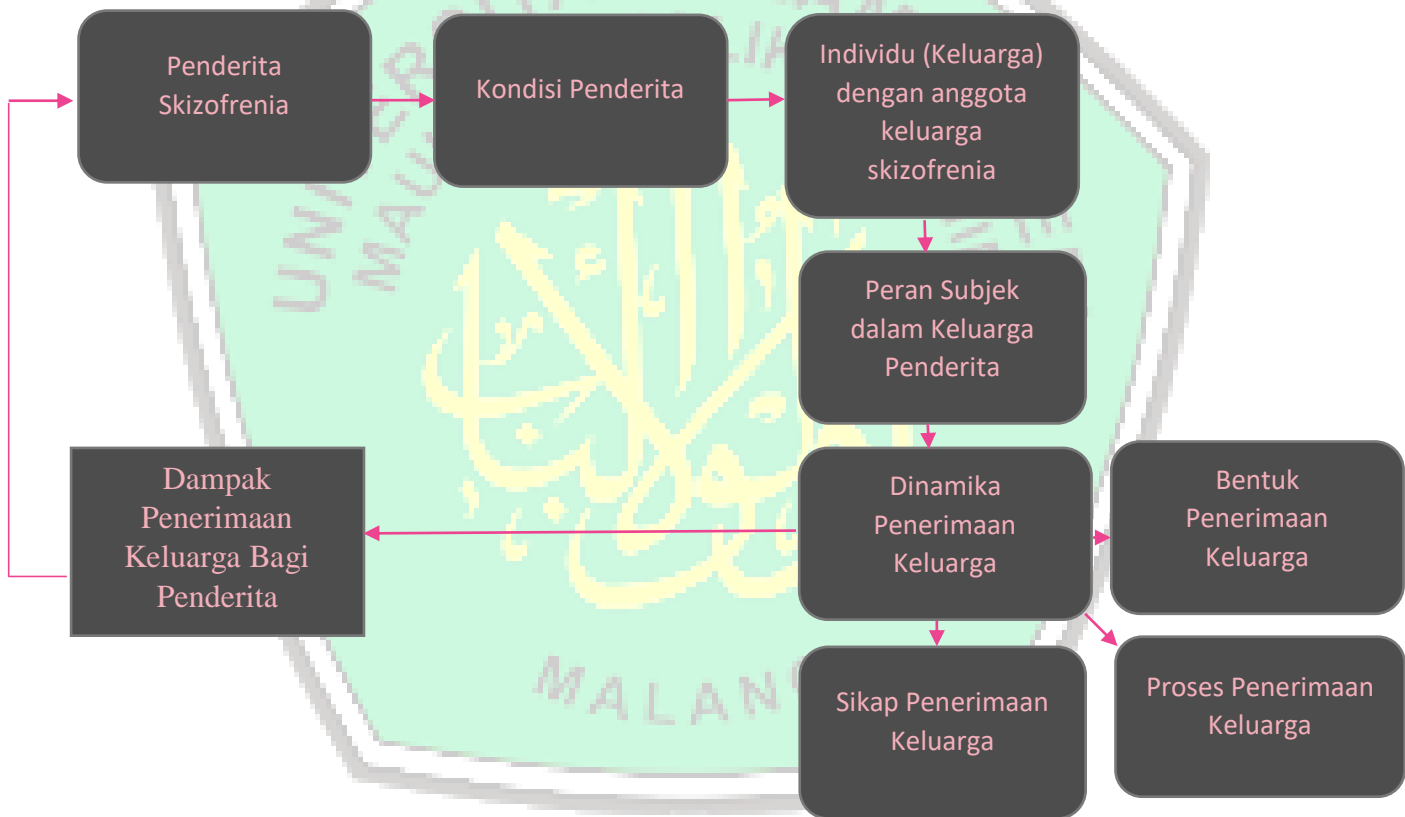 Penderita
Skizofrenia
Kondisi Penderita
Individu (Keluarga)
dengan anggota
keluarga
skizofrenia
Peran Subjek
dalam Keluarga
Penderita
Dampak
Penerimaan
Keluarga Bagi
Penderita
Dinamika
Penerimaan
Keluarga
Bentuk
Penerimaan
Keluarga
Sikap Penerimaan
Keluarga
Proses Penerimaan
Keluarga